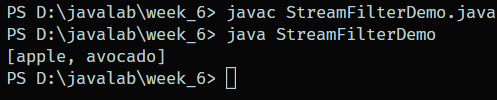 PS D:\javalab\week_6> javac StreamFilterDemo.java
PS D:\javalab\week_6> java StreamFilterDemo
[apple, avocado]
PS D:\javalab\week_6>